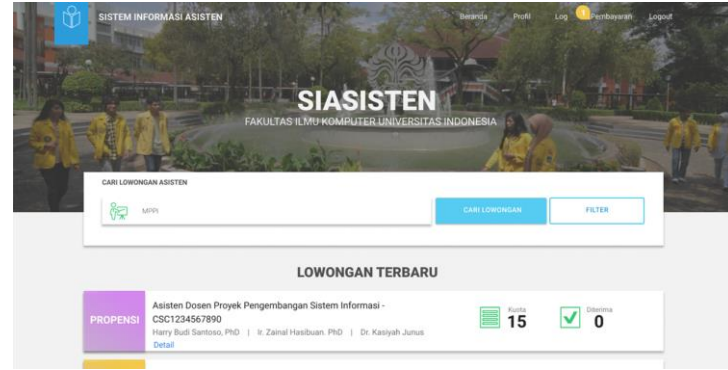 SISTEM INFORMASI ASISTEN
Beranda Profil Log 1 Pembayaran Logout
SIASISTEN
FAKULTAS ILMU KOMPUTER UNIVERSITAS INDONESIA
CARI LOWONGAN ASISTEN
MPPI
CARI LOWONGAN
FILTER
LOWONGAN TERBARU
PROPENSI
Asisten Dosen Proyek Pengembangan Sistem Informasi -
CSC1234567890
Harry Budi Santoso, PhD | Ir. Zainal Hasibuan. PhD | Dr. Kasiyah Junus
Detail
Kuota
15
Diterima
0